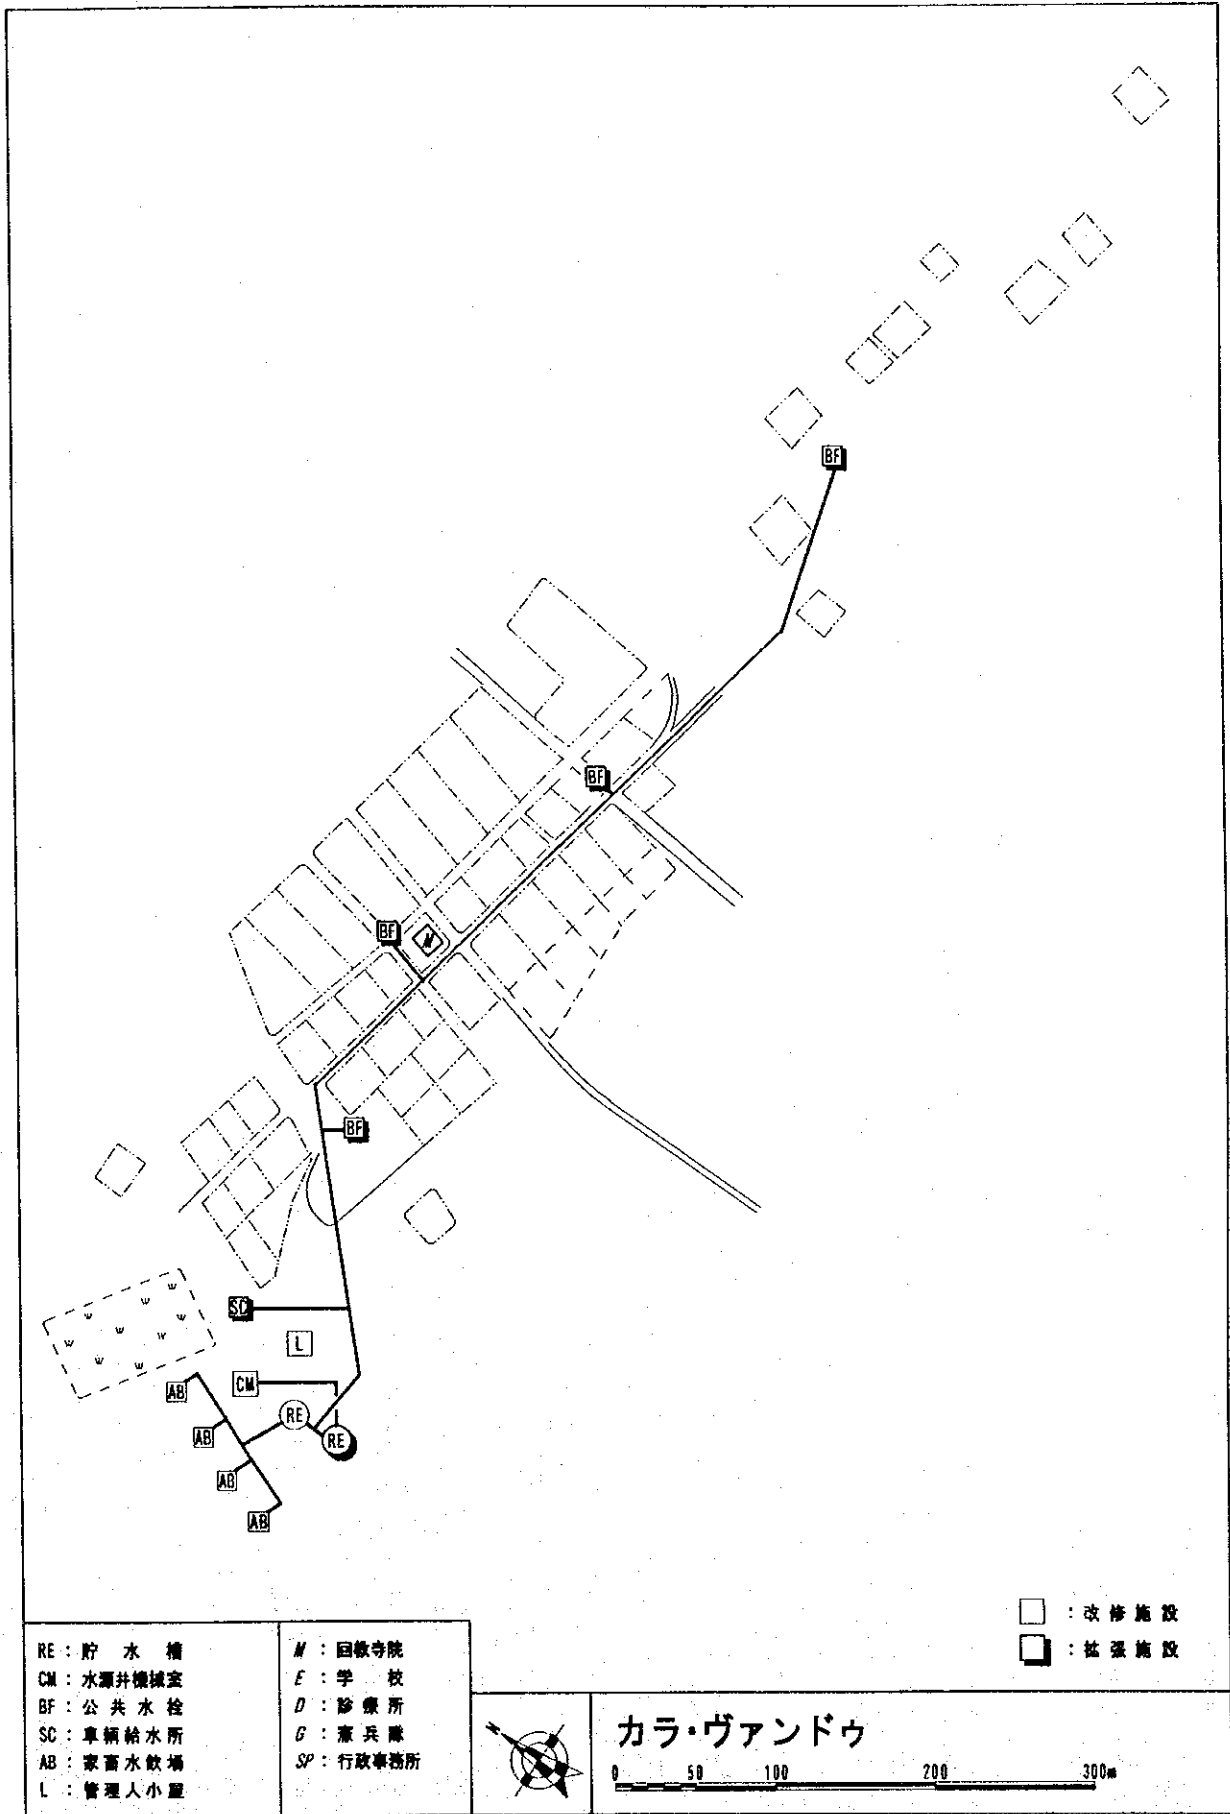 BF
BF
BF
M
BF
SC
L
CM
AB
RE
AB
RE
AB
AB
□ : 改修施設
□ : 拡張施設
RE : 貯水槽
CM : 水源井機械室
BF : 公共水栓
SC : 車輌給水所
AB : 家畜水飲場
L : 管理人小屋
M : 回教寺院
E : 学校
D : 診療所
G : 憲兵隊
SP : 行政事務所
N
カラ・ヴァンドゥ
0 50 100 200 300m